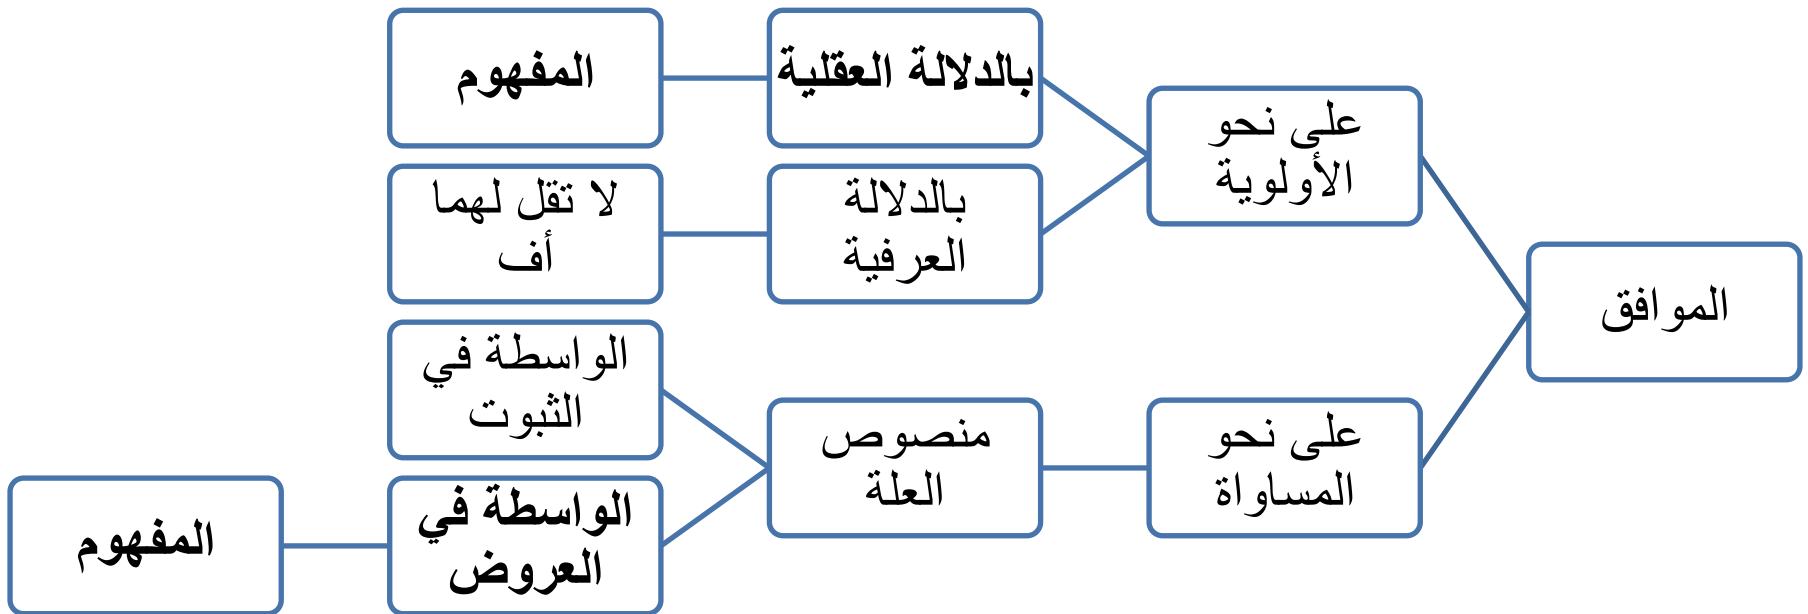 الموافق
على نحو
الأولوية
بالدلالة العقلية
المفهوم
بالدلالة
العرفية
لا تقل لهما
أف
على نحو
المساواة
منصوص
العلة
الواسطة في
الثبوت
الواسطة في
العروض
المفهوم